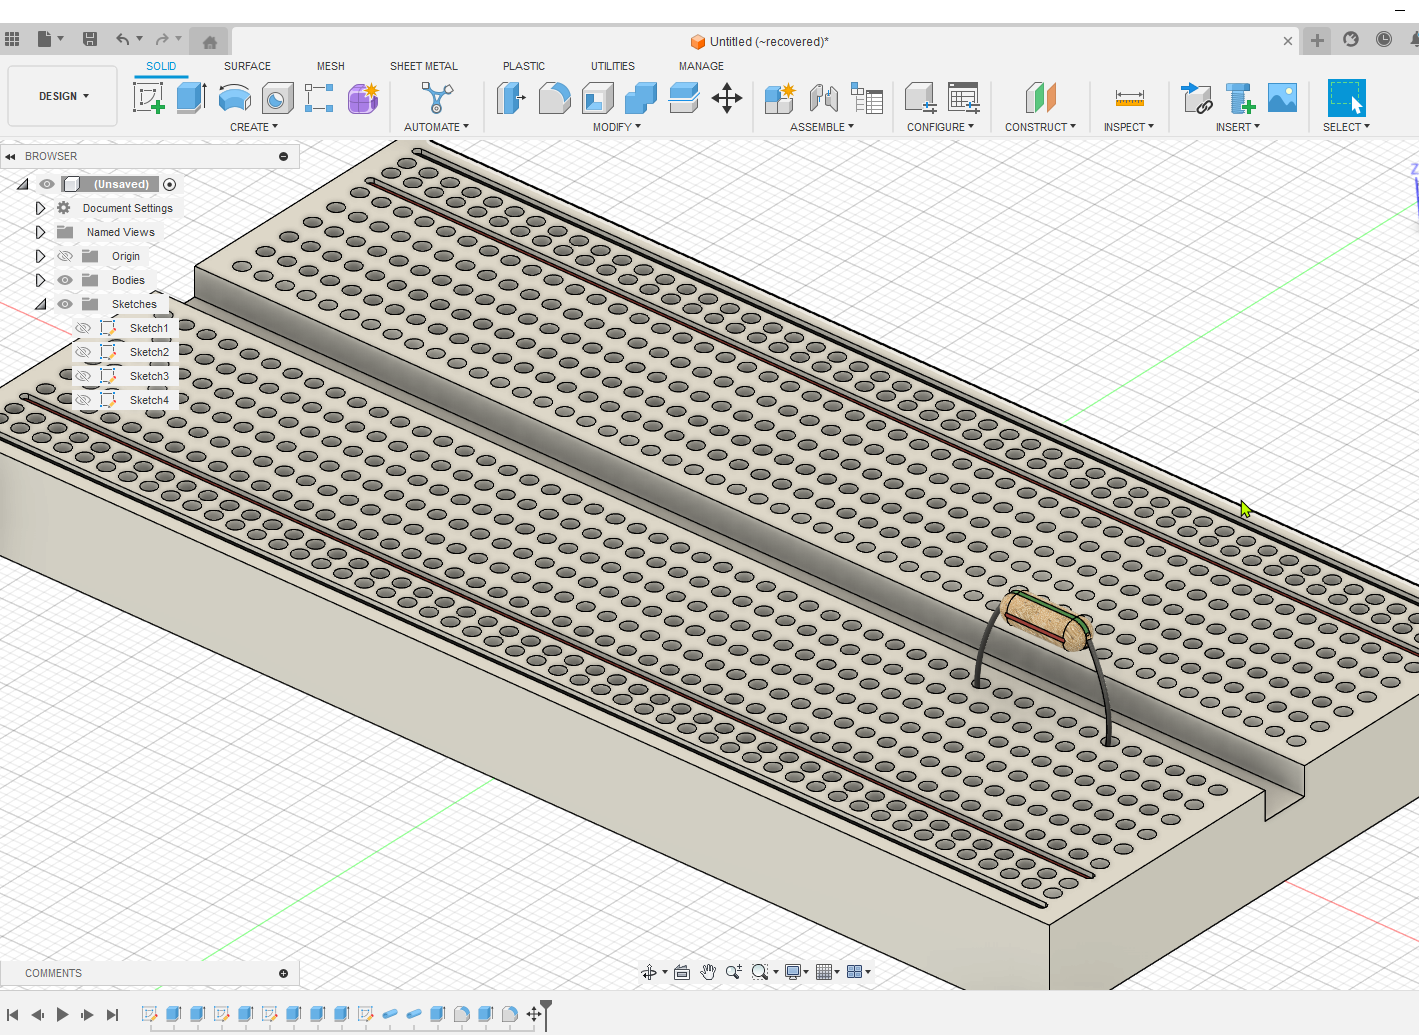 Untitled (~recovered)*
SOLID SURFACE MESH SHEET METAL PLASTIC UTILITIES MANAGE
DESIGN
CREATE AUTOMATE MODIFY ASSEMBLE CONFIGURE CONSTRUCT INSPECT INSERT SELECT
BROWSER
(Unsaved)
Document Settings
Named Views
Origin
Bodies
Sketches
Sketch1
Sketch2
Sketch3
Sketch4
Z
COMMENTS